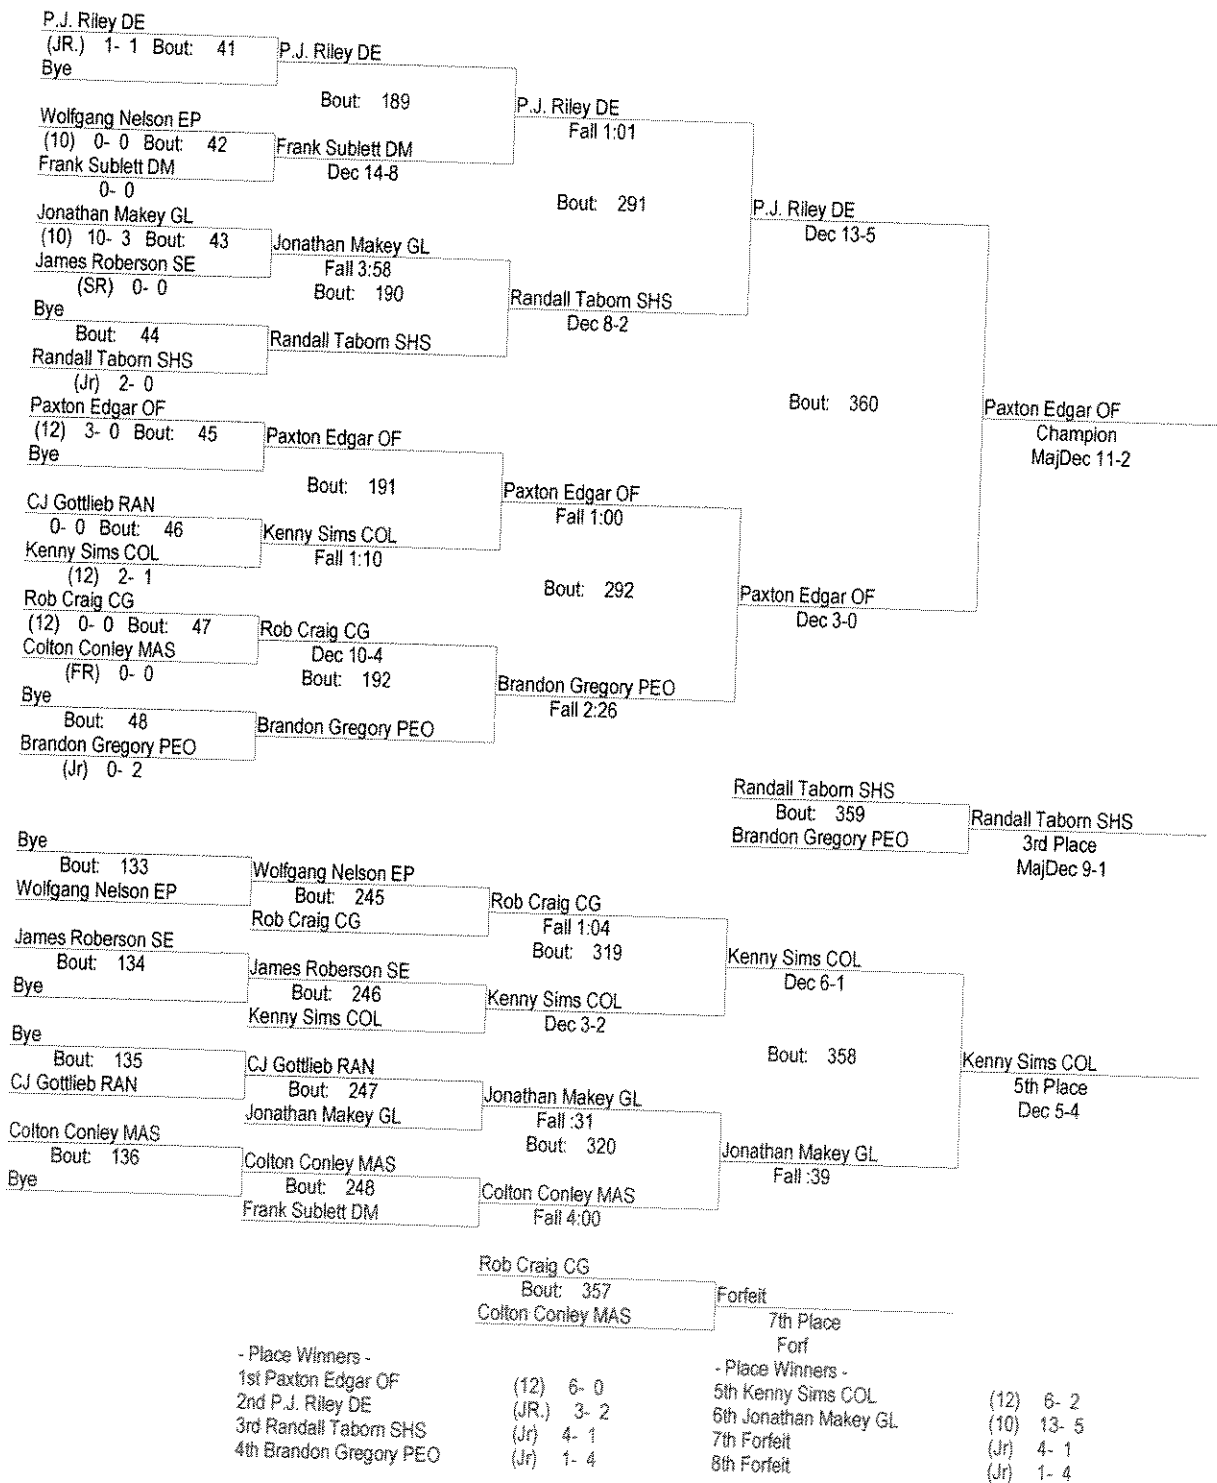 P.J. Riley DE
(JR.) 1- 1 Bout: 41
Bye
P.J. Riley DE
Bout: 189
Wolfgang Nelson EP
(10) 0- 0 Bout: 42
Frank Sublett DM
0- 0
Frank Sublett DM
Dec 14-8
P.J. Riley DE
Fall 1:01
Bout: 291
Jonathan Makey GL
(10) 10- 3 Bout: 43
James Roberson SE
(SR) 0- 0
Jonathan Makey GL
Fall 3:58
Bout: 190
Bye
Bout: 44
Randall Taborn SHS
(Jr) 2- 0
Randall Taborn SHS
Randall Taborn SHS
Dec 8-2
P.J. Riley DE
Dec 13-5
Bout: 360
Paxton Edgar OF
Champion
MajDec 11-2
Paxton Edgar OF
(12) 3- 0 Bout: 45
Bye
Paxton Edgar OF
Bout: 191
CJ Gottlieb RAN
0- 0 Bout: 46
Kenny Sims COL
(12) 2- 1
Kenny Sims COL
Fall 1:10
Paxton Edgar OF
Fall 1:00
Bout: 292
Rob Craig CG
(12) 0- 0 Bout: 47
Colton Conley MAS
(FR) 0- 0
Rob Craig CG
Dec 10-4
Bout: 192
Bye
Bout: 48
Brandon Gregory PEO
(Jr) 0- 2
Brandon Gregory PEO
Brandon Gregory PEO
Fall 2:26
Paxton Edgar OF
Dec 3-0
Randall Taborn SHS
Bout: 359
Brandon Gregory PEO
Randall Taborn SHS
3rd Place
MajDec 9-1
Bye
Bout: 133
Wolfgang Nelson EP
Wolfgang Nelson EP
Bout: 245
Rob Craig CG
Rob Craig CG
Fall 1:04
Bout: 319
James Roberson SE
Bout: 134
Bye
James Roberson SE
Bout: 246
Kenny Sims COL
Kenny Sims COL
Dec 3-2
Kenny Sims COL
Dec 6-1
Bout: 358
Bye
Bout: 135
CJ Gottlieb RAN
CJ Gottlieb RAN
Bout: 247
Jonathan Makey GL
Jonathan Makey GL
Fall :31
Bout: 320
Colton Conley MAS
Bout: 136
Bye
Colton Conley MAS
Bout: 248
Frank Sublett DM
Colton Conley MAS
Fall 4:00
Jonathan Makey GL
Fall :39
Kenny Sims COL
5th Place
Dec 5-4
Rob Craig CG
Bout: 357
Colton Conley MAS
Forfeit
7th Place
Forf
- Place Winners -
1st Paxton Edgar OF (12) 6- 0
2nd P.J. Riley DE (JR.) 3- 2
3rd Randall Taborn SHS (Jr) 4- 1
4th Brandon Gregory PEO (Jr) 1- 4
- Place Winners -
5th Kenny Sims COL (12) 6- 2
6th Jonathan Makey GL (10) 13- 5
7th Forfeit (Jr) 4- 1
8th Forfeit (Jr) 1- 4